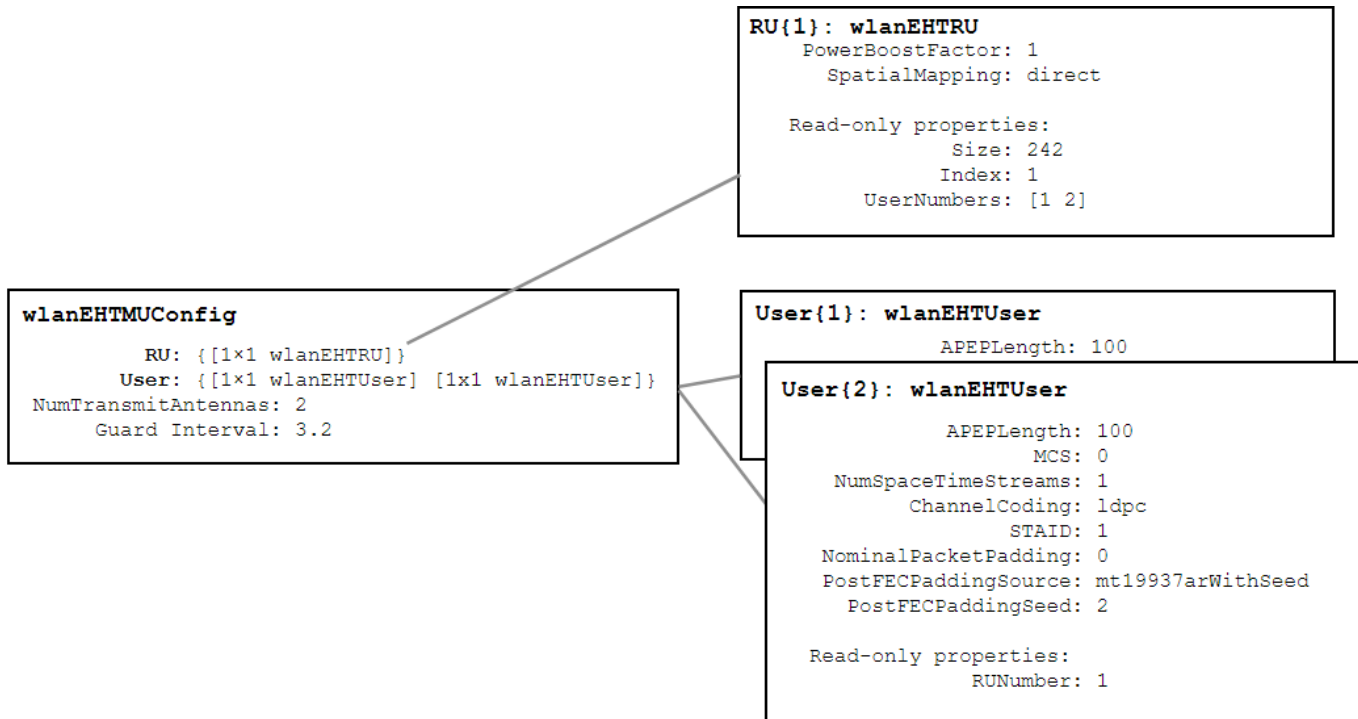 RU{1}: wlanEHTRU
PowerBoostFactor: 1
SpatialMapping: direct
Read-only properties:
Size: 242
Index: 1
UserNumbers: [1 2]
wlanEHTMUConfig
RU: {[1×1 wlanEHTRU]}
User: {[1×1 wlanEHTUser] [1x1 wlanEHTUser]}
NumTransmitAntennas: 2
Guard Interval: 3.2
User{1}: wlanEHTUser
APEPLength: 100
User{2}: wlanEHTUser
APEPLength: 100
MCS: 0
NumSpaceTimeStreams: 1
ChannelCoding: ldpc
STAID: 1
NominalPacketPadding: 0
PostFECPaddingSource: mt19937arWithSeed
PostFECPaddingSeed: 2
Read-only properties:
RUNumber: 1